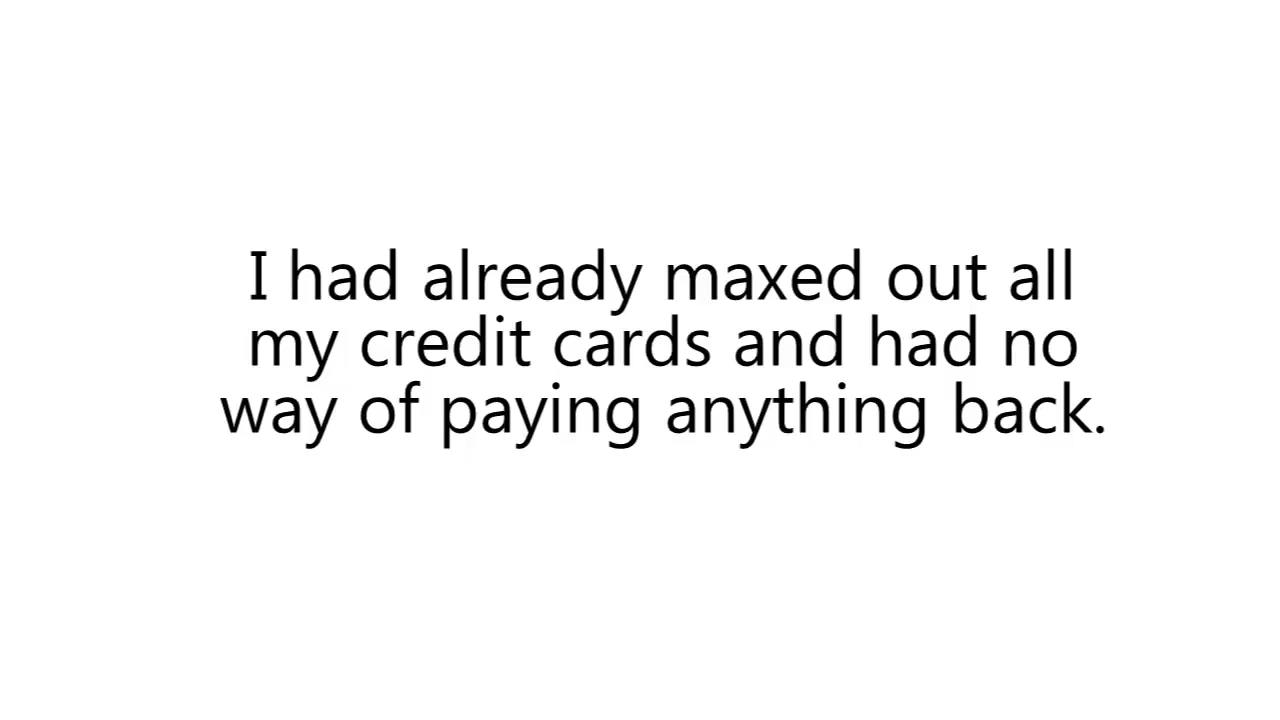 I had already maxed out all
my credit cards and had no
way of paying anything back.